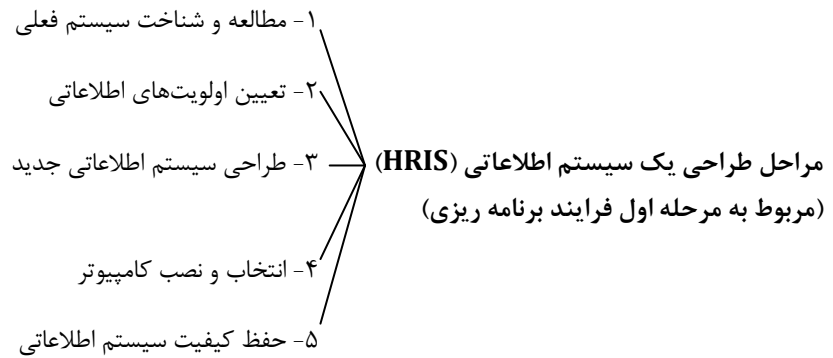 مراحل طراحی یک سیستم اطلاعاتی (HRIS)
(مربوط به مرحله اول فرایند برنامه ریزی)
۱- مطالعه و شناخت سیستم فعلی
۲- تعیین اولویت‌های اطلاعاتی
۳- طراحی سیستم اطلاعاتی جدید
۴- انتخاب و نصب کامپیوتر
۵- حفظ کیفیت سیستم اطلاعاتی